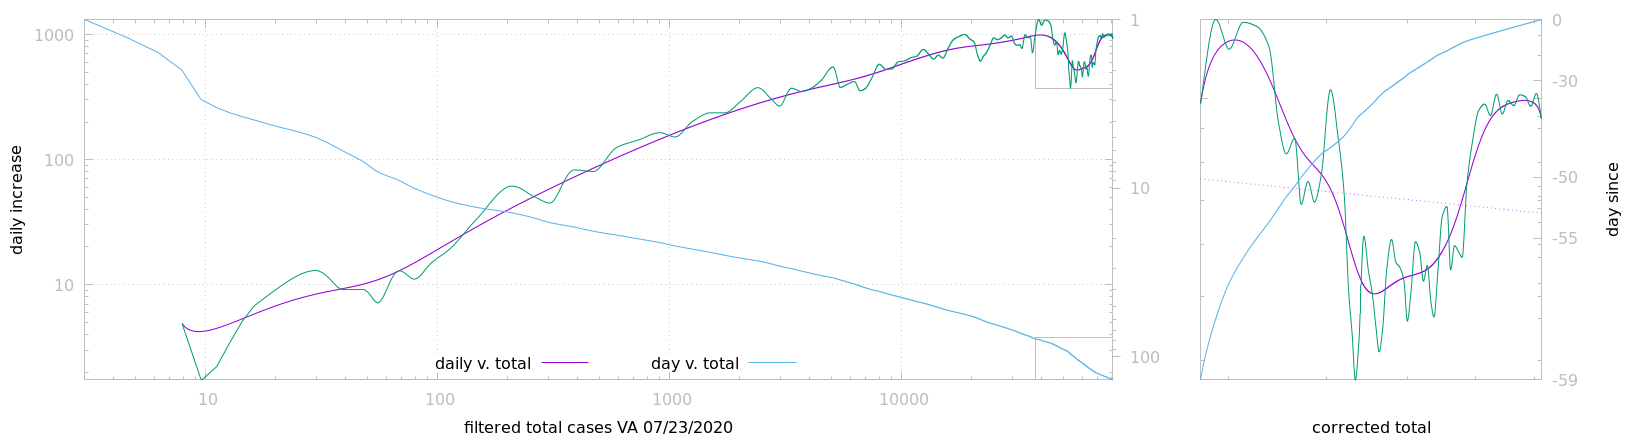 1000
100
10
daily increase
10
100
1000
10000
filtered total cases VA 07/23/2020
daily v. total
day v. total
1
10
100
0
-30
-50
-55
-59
day since
corrected total